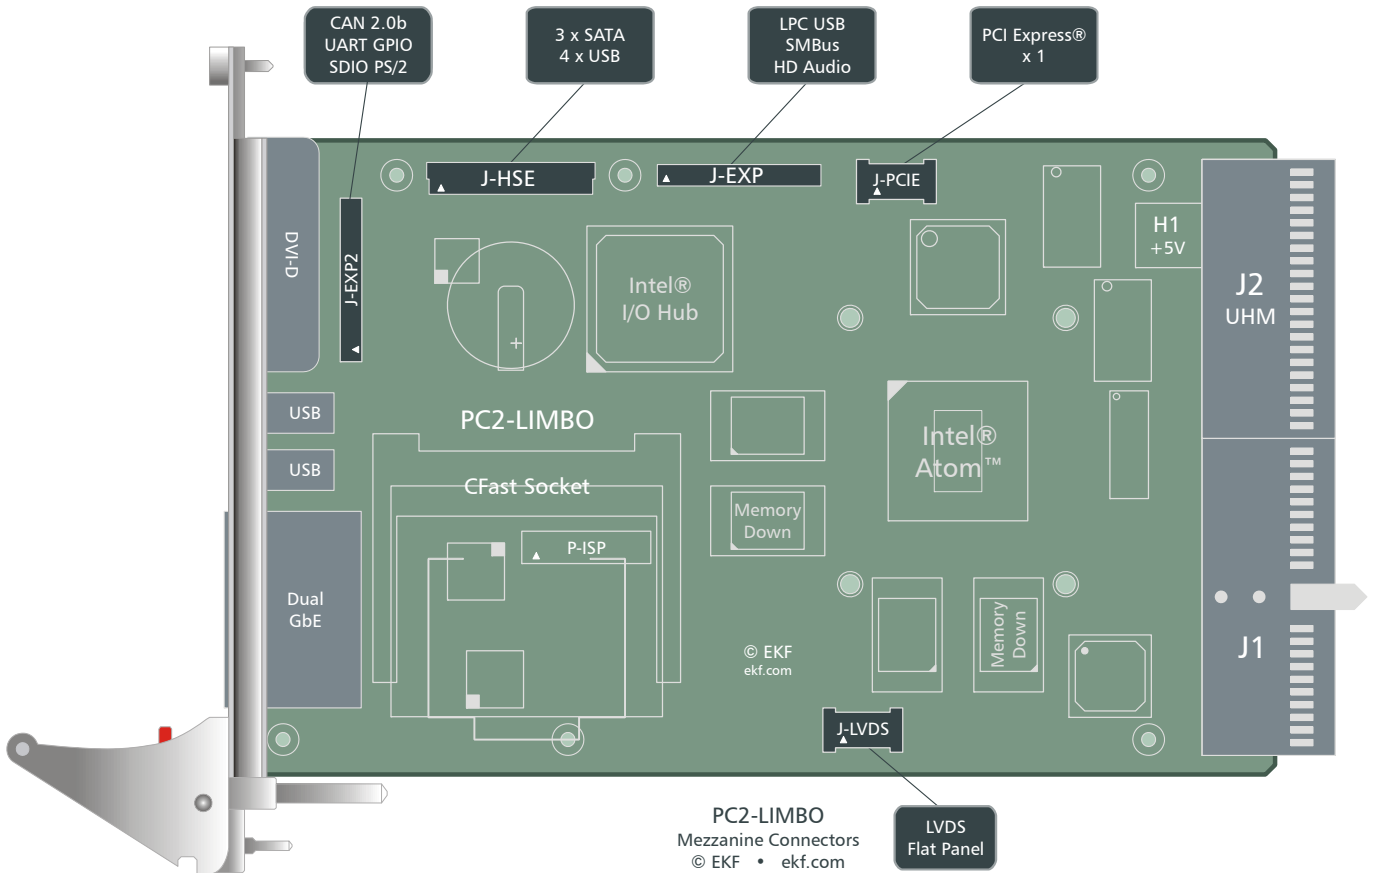 CAN 2.0b
UART GPIO
SDIO PS/2
3 x SATA
4 x USB
LPC USB
SMBus
HD Audio
PCI Express®
x 1
J-HSE
J-EXP
J-PCIE
H1
+5V
DVI-D
J-EXP2
Intel®
I/O Hub
+
J2
UHM
USB
USB
PC2-LIMBO
CFast Socket
P-ISP
Memory
Down
Intel®
Atom™
Dual
GbE
© EKF
ekf.com
Memory
Down
J1
J-LVDS
PC2-LIMBO
Mezzanine Connectors
© EKF • ekf.com
LVDS
Flat Panel